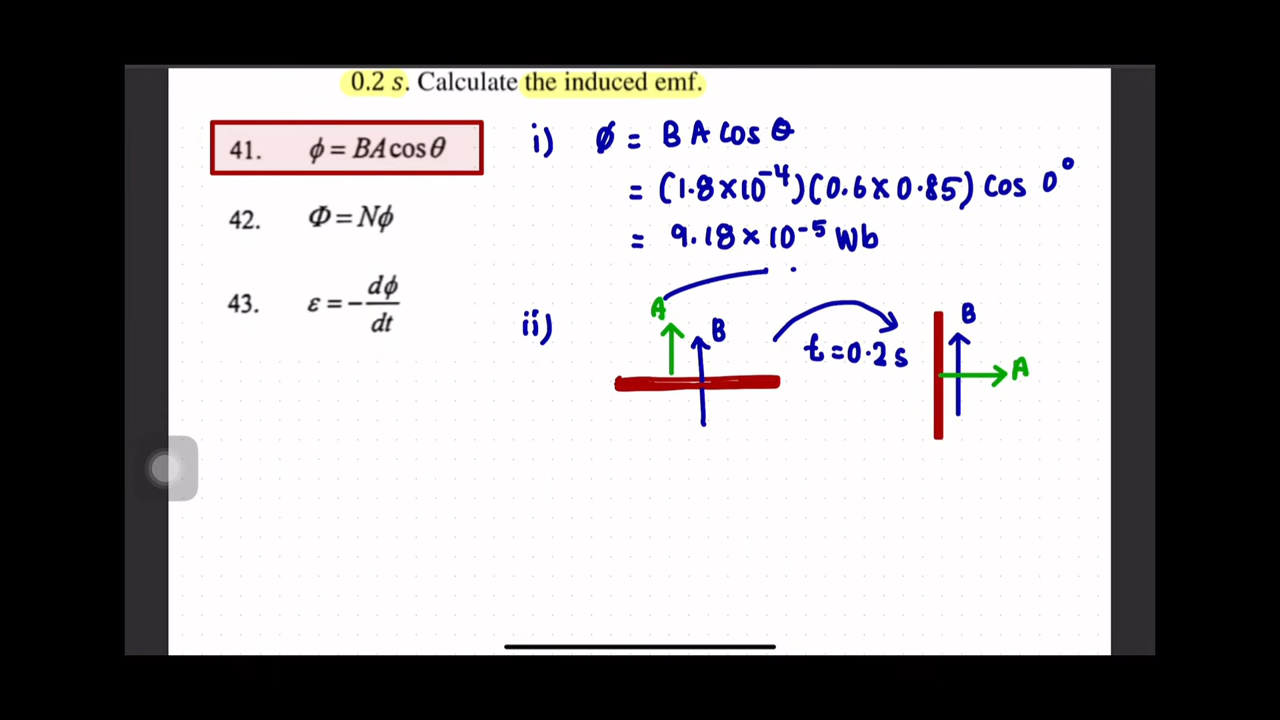 0.2 s. Calculate the induced emf.
41. ϕ = BA cos θ
42. Φ = Nϕ
43. ε = − dϕ/dt
i) ϕ = B A cos θ
= (1.8×10⁻⁴)(0.6×0.85) cos 0°
= 9.18×10⁻⁵ Wb
ii)
A
B
t = 0.2 s
B
A